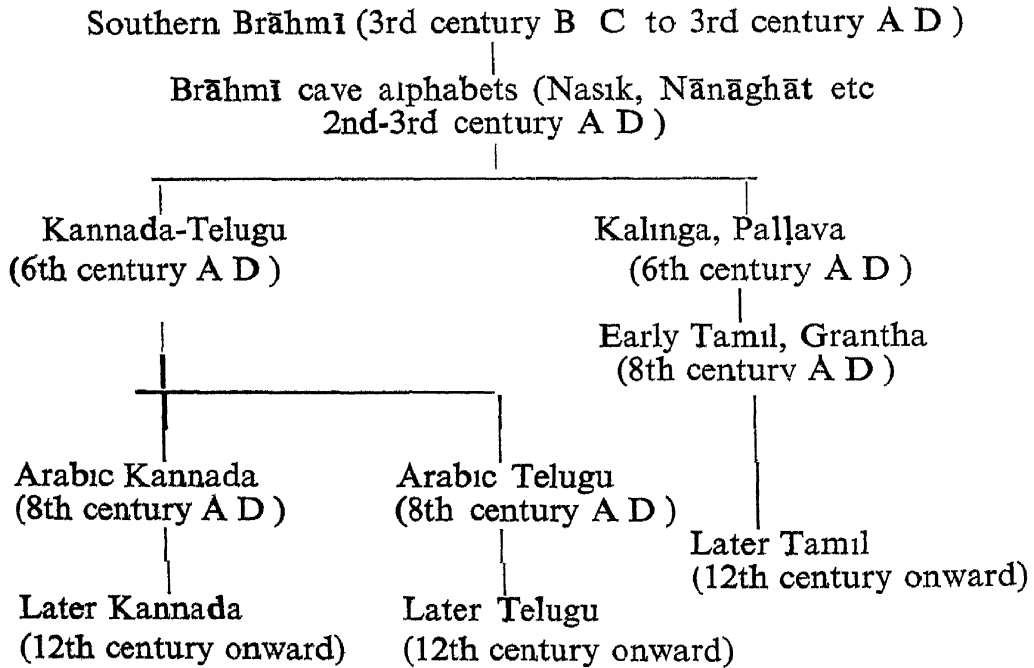 Southern Brāhmī (3rd century B C to 3rd century A D )
Brāhmī cave aıphabets (Nasık, Nānāghāt etc
2nd-3rd century A D )
Kannada-Telugu
(6th century A D )
Kalınga, Paḷḷava
(6th century A D )
Early Tamıl, Grantha
(8th century A D )
Arabıc Kannada
(8th century A D )
Arabıc Telugu
(8th century A D )
Later Tamıl
(12th century onward)
Later Kannada
(12th century onward)
Later Telugu
(12th century onward)